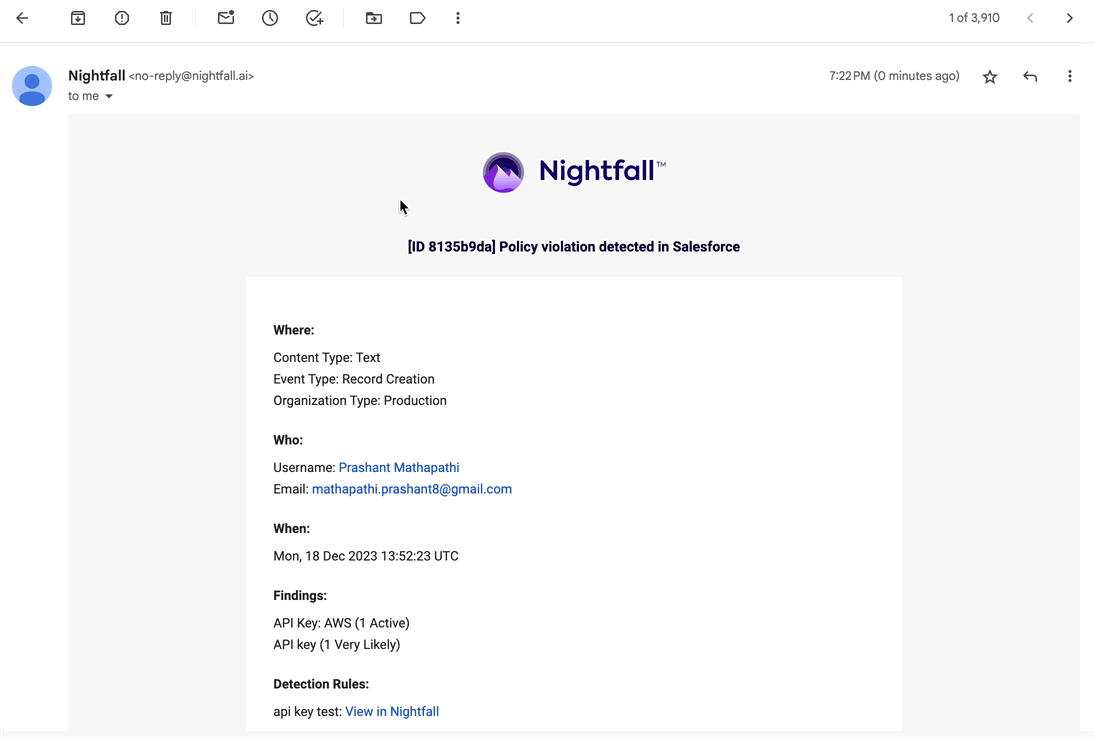 1 of 3,910
Nightfall <no-reply@nightfall.ai>
7:22 PM (0 minutes ago)
to me
Nightfall™
[ID 8135b9da] Policy violation detected in Salesforce
Where:
Content Type: Text
Event Type: Record Creation
Organization Type: Production
Who:
Username: Prashant Mathapathi
Email: mathapathi.prashant8@gmail.com
When:
Mon, 18 Dec 2023 13:52:23 UTC
Findings:
API Key: AWS (1 Active)
API key (1 Very Likely)
Detection Rules:
api key test: View in Nightfall